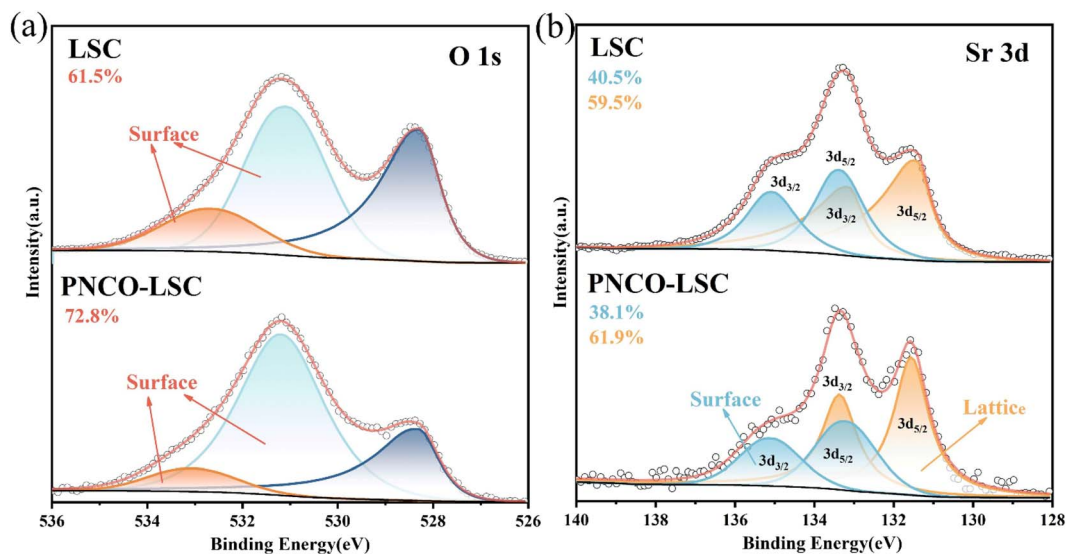 (a)
LSC
61.5%
O 1s
Surface
PNCO-LSC
72.8%
Surface
Intensity(a.u.)
536 534 532 530 528 526
Binding Energy(eV)
(b)
LSC
40.5%
59.5%
Sr 3d
3d3/2
3d5/2
3d3/2
3d5/2
PNCO-LSC
38.1%
61.9%
Surface
3d3/2
Lattice
3d3/2
3d5/2
3d5/2
Intensity(a.u.)
140 138 136 134 132 130 128
Binding Energy(eV)